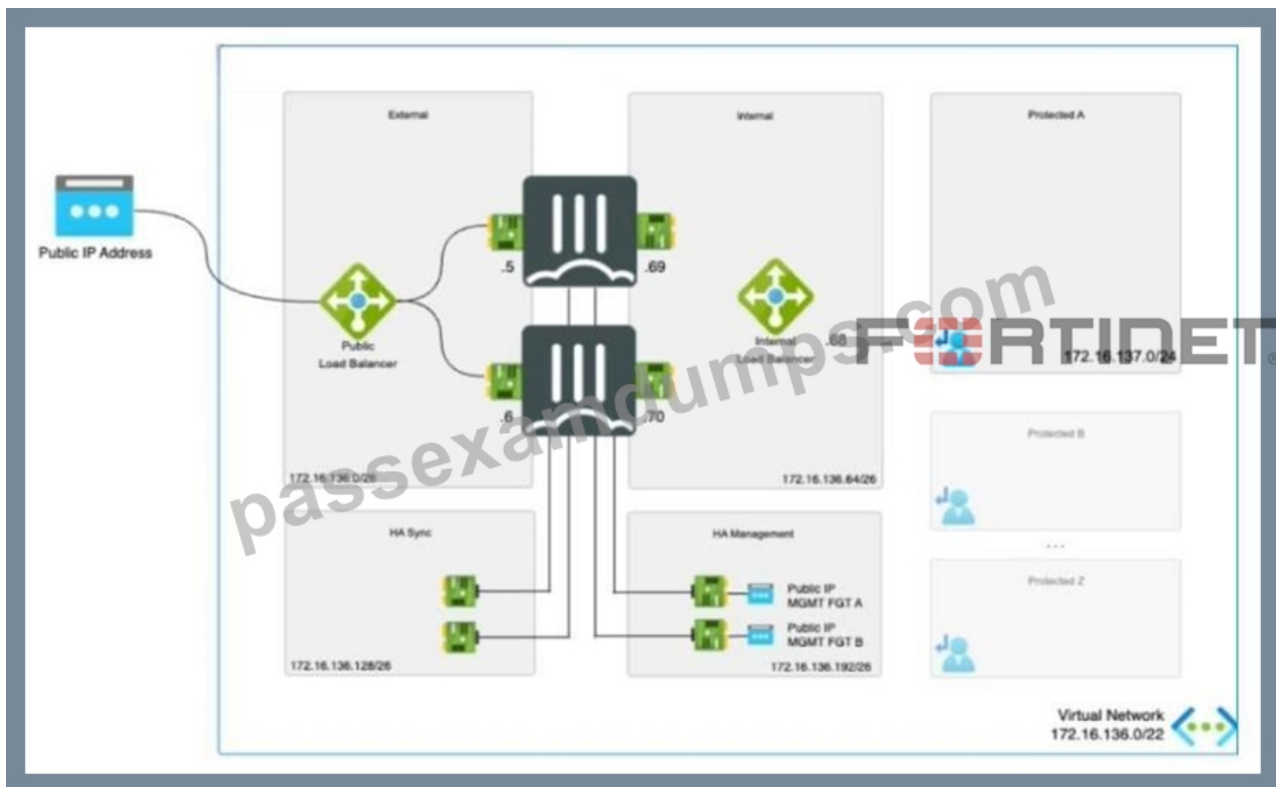 External
Internal
Protected A
Public IP Address
.5
.69
Public
Load Balancer
Internal
Load Balancer
.68
FORTINET
172.16.137.0/24
.6
.70
172.16.136.0/26
172.16.136.64/26
Protected B
HA Sync
HA Management
...
Protected Z
Public IP
MGMT FGT A
Public IP
MGMT FGT B
172.16.136.128/26
172.16.136.192/26
Virtual Network
172.16.136.0/22
passexamdumps.com